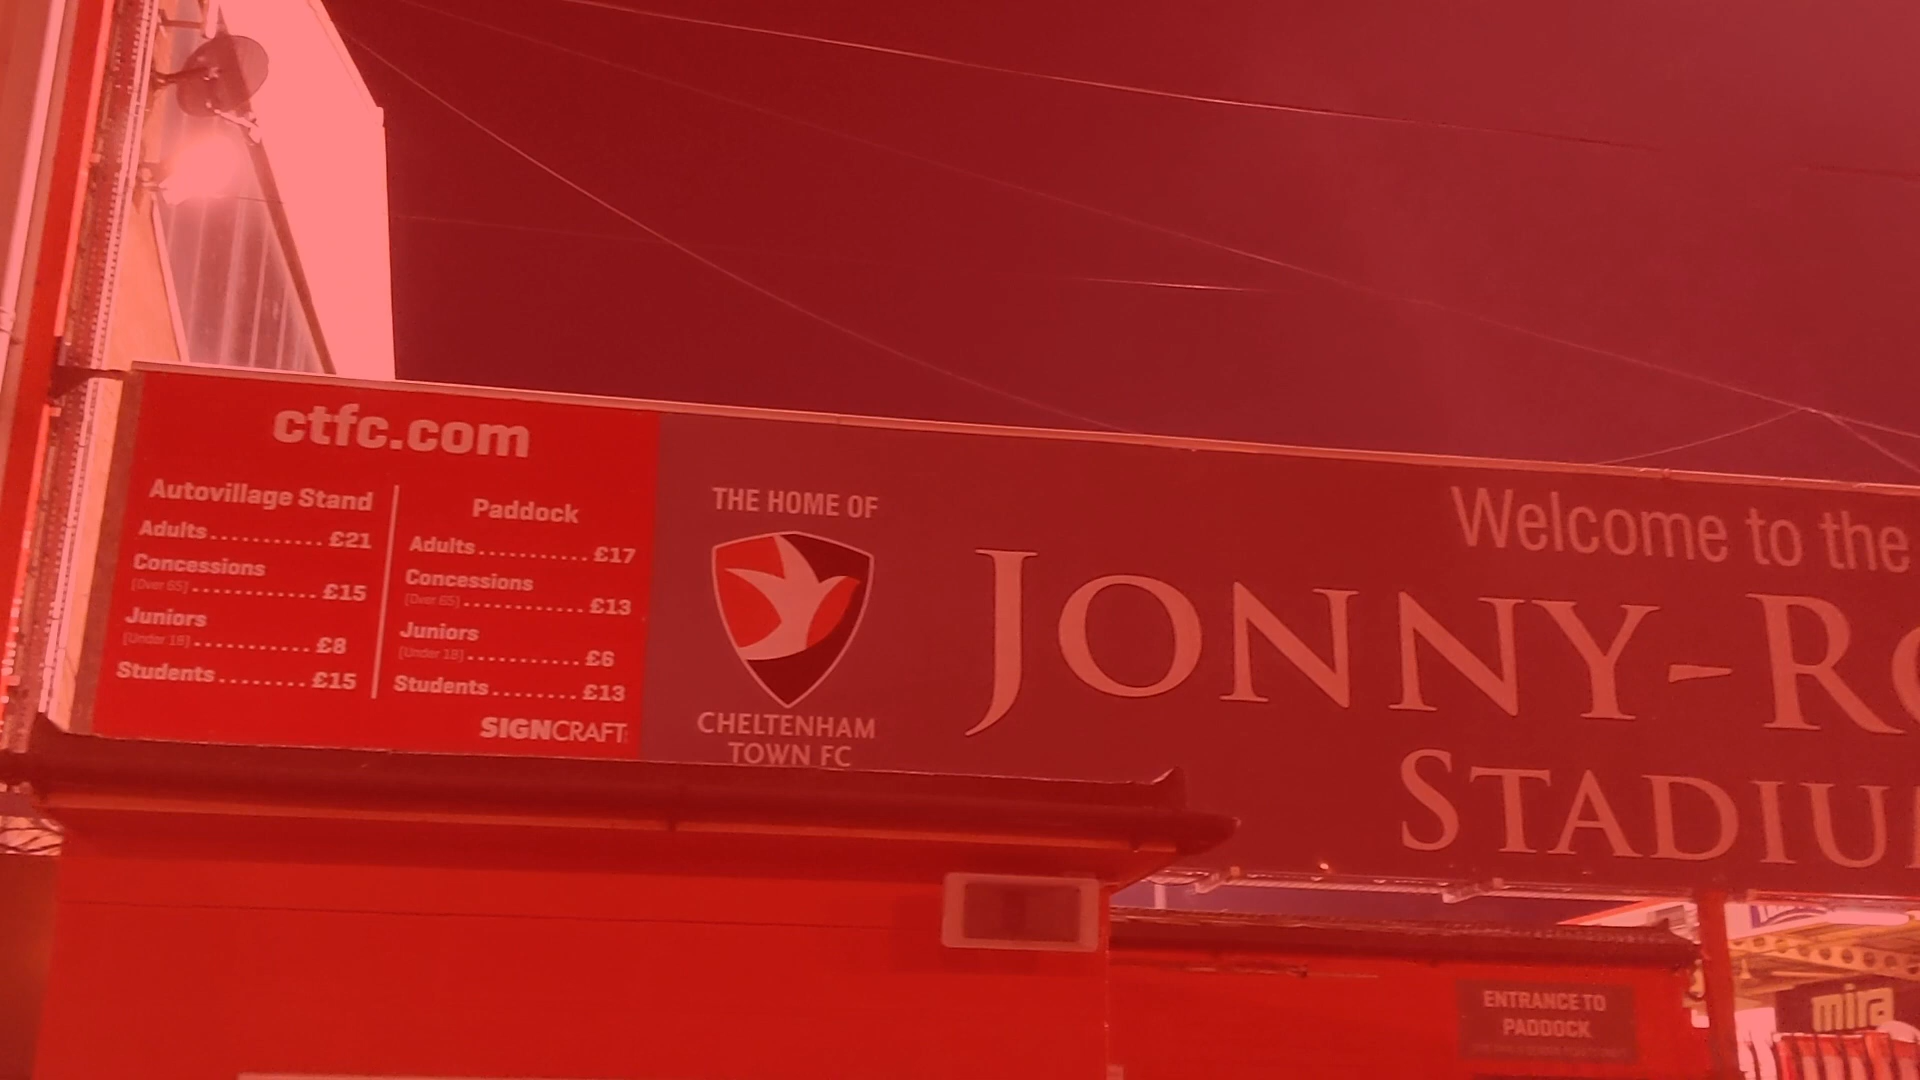 ctfc.com
Autovillage Stand
Adults........... £21
Concessions
(Over 65)............. £15
Juniors
(Under 18)............... £8
Students........ £15
Paddock
Adults........... £17
Concessions
(Over 65)............ £13
Juniors
(Under 18)............ £6
Students........ £13
SIGNCRAFT
THE HOME OF
CHELTENHAM
TOWN FC
Welcome to the
JONNY-RO
STADIU
ENTRANCE TO
PADDOCK
mira